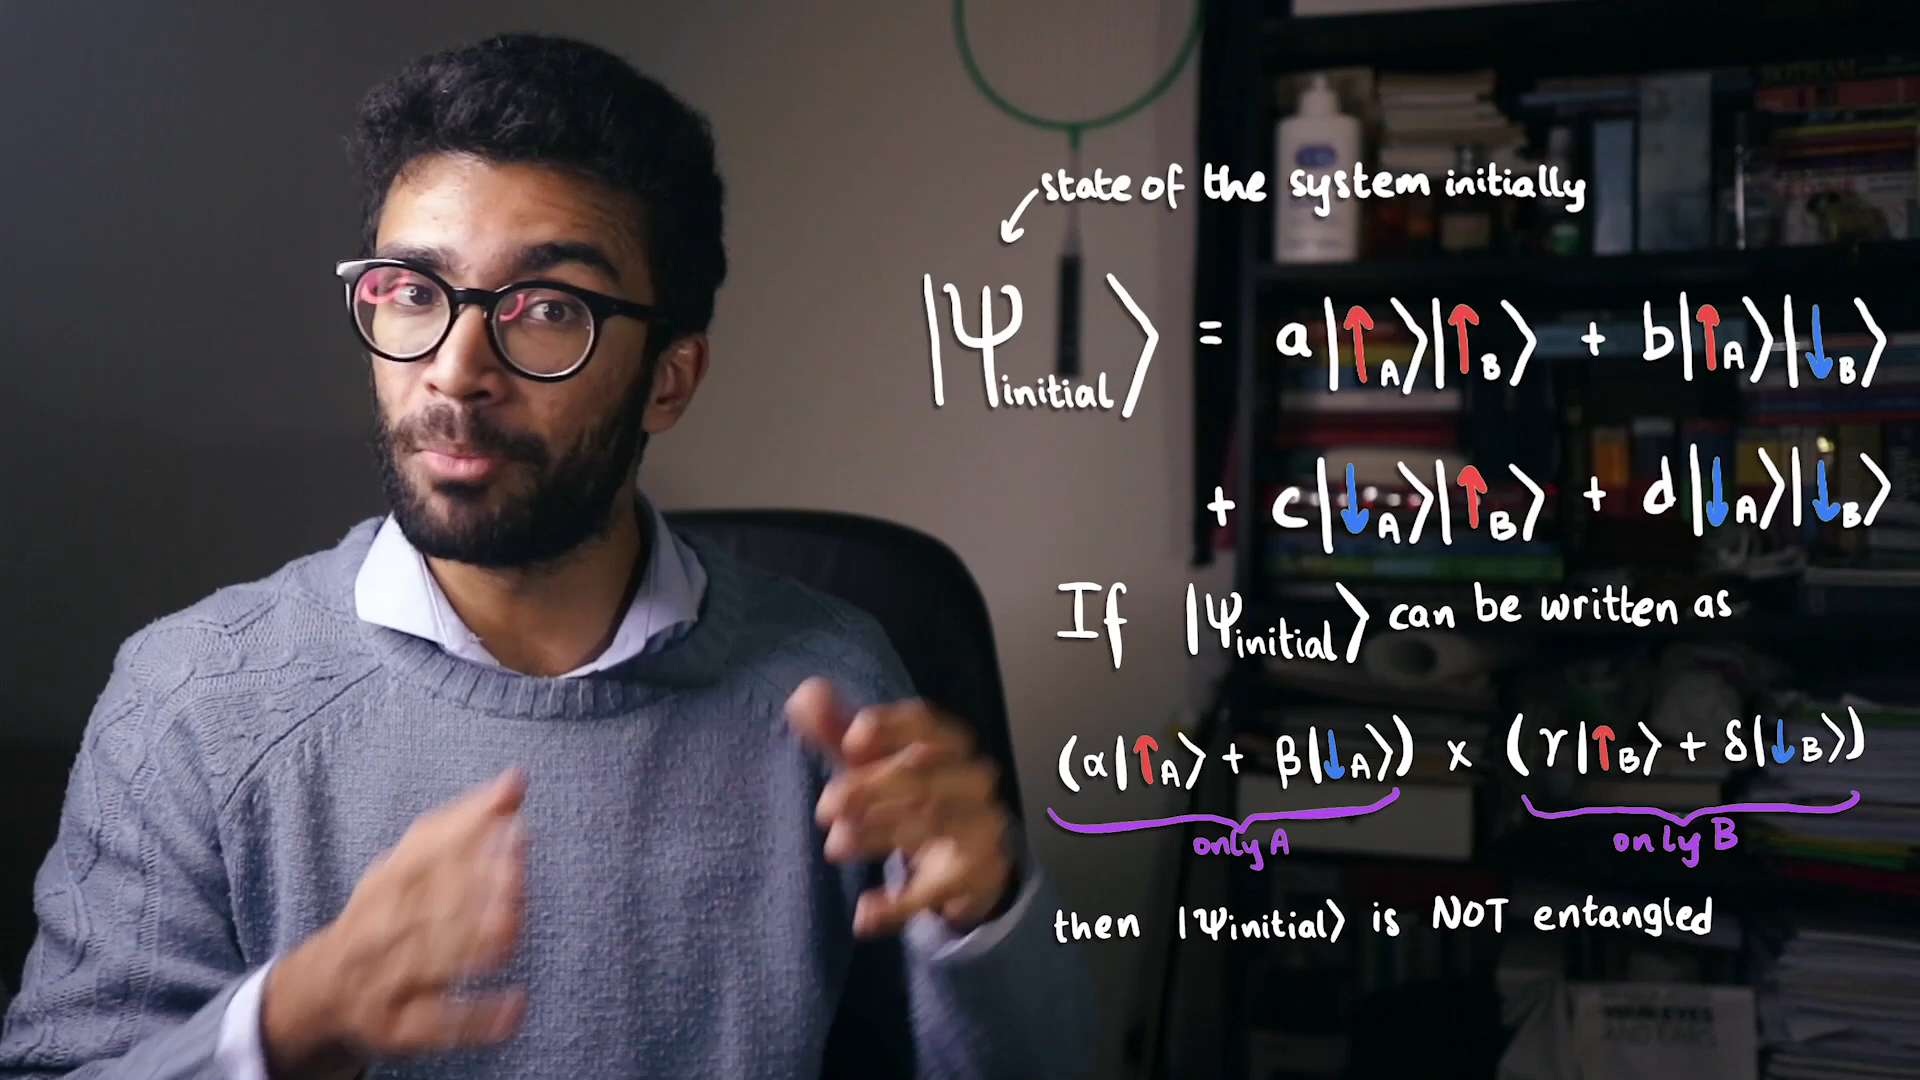 state of the system initially
|Ψinitial⟩ = a|↑A⟩|↑B⟩ + b|↑A⟩|↓B⟩
+ c|↓A⟩|↑B⟩ + d|↓A⟩|↓B⟩
If |Ψinitial⟩ can be written as
(α|↑A⟩ + β|↓A⟩) x (γ|↑B⟩ + δ|↓B⟩)
only A only B
then |Ψinitial⟩ is NOT entangled